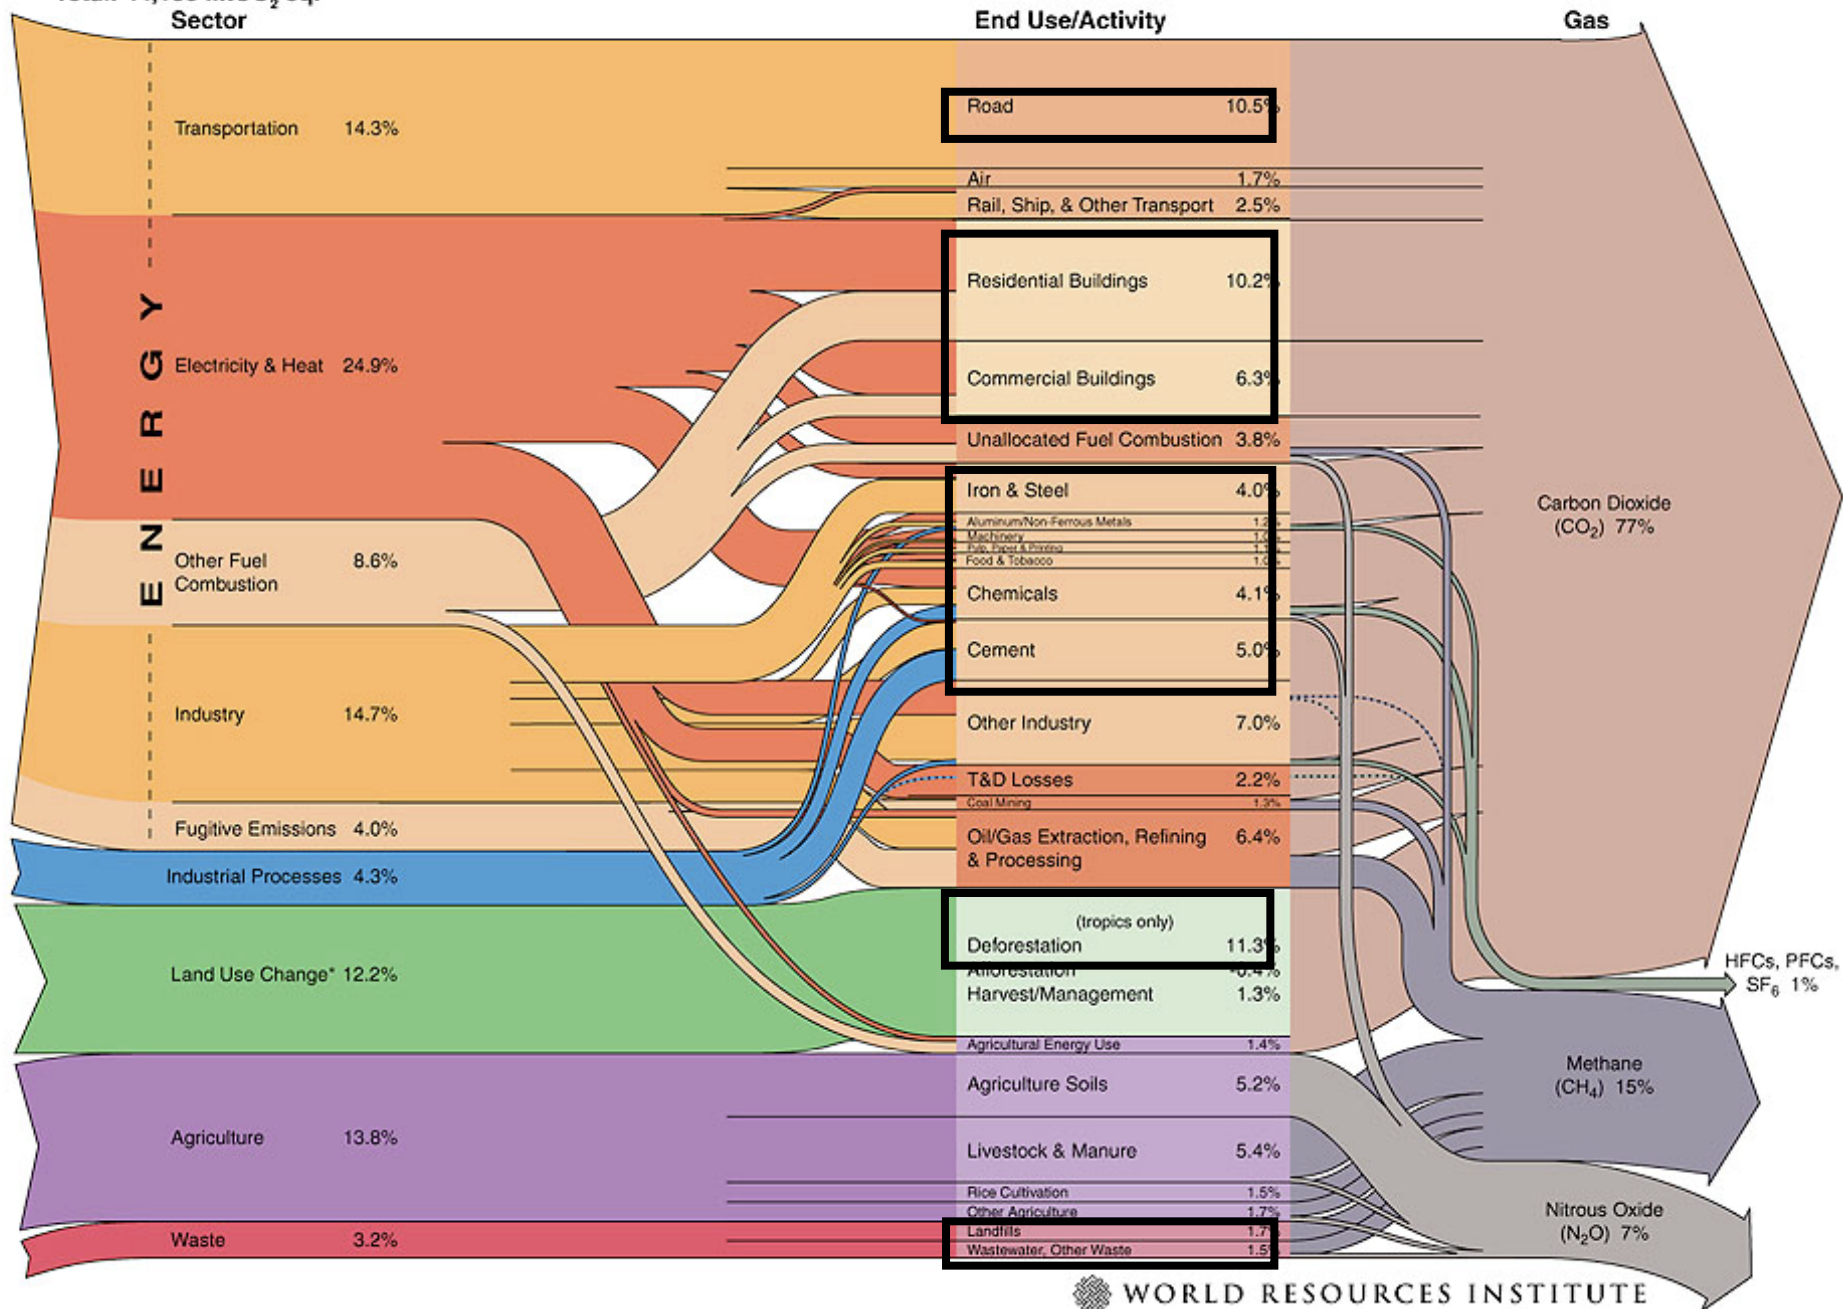 Sector
End Use/Activity
Gas
ENERGY
Transportation 14.3%
Electricity & Heat 24.9%
Other Fuel
Combustion 8.6%
Industry 14.7%
Fugitive Emissions 4.0%
Industrial Processes 4.3%
Land Use Change* 12.2%
Agriculture 13.8%
Waste 3.2%
Road 10.5%
Air 1.7%
Rail, Ship, & Other Transport 2.5%
Residential Buildings 10.2%
Commercial Buildings 6.3%
Unallocated Fuel Combustion 3.8%
Iron & Steel 4.0%
Aluminum/Non-Ferrous Metals
Machinery
Pulp, Paper & Printing
Food & Tobacco
Chemicals 4.1%
Cement 5.0%
Other Industry 7.0%
T&D Losses 2.2%
Coal Mining 1.3%
Oil/Gas Extraction, Refining
& Processing 6.4%
(tropics only)
Deforestation 11.3%
Afforestation -0.4%
Harvest/Management 1.3%
Agricultural Energy Use 1.4%
Agriculture Soils 5.2%
Livestock & Manure 5.4%
Rice Cultivation 1.5%
Other Agriculture 1.7%
Landfills 1.7%
Wastewater, Other Waste 1.5%
Carbon Dioxide
(CO₂) 77%
HFCs, PFCs,
SF₆ 1%
Methane
(CH₄) 15%
Nitrous Oxide
(N₂O) 7%
WORLD RESOURCES INSTITUTE